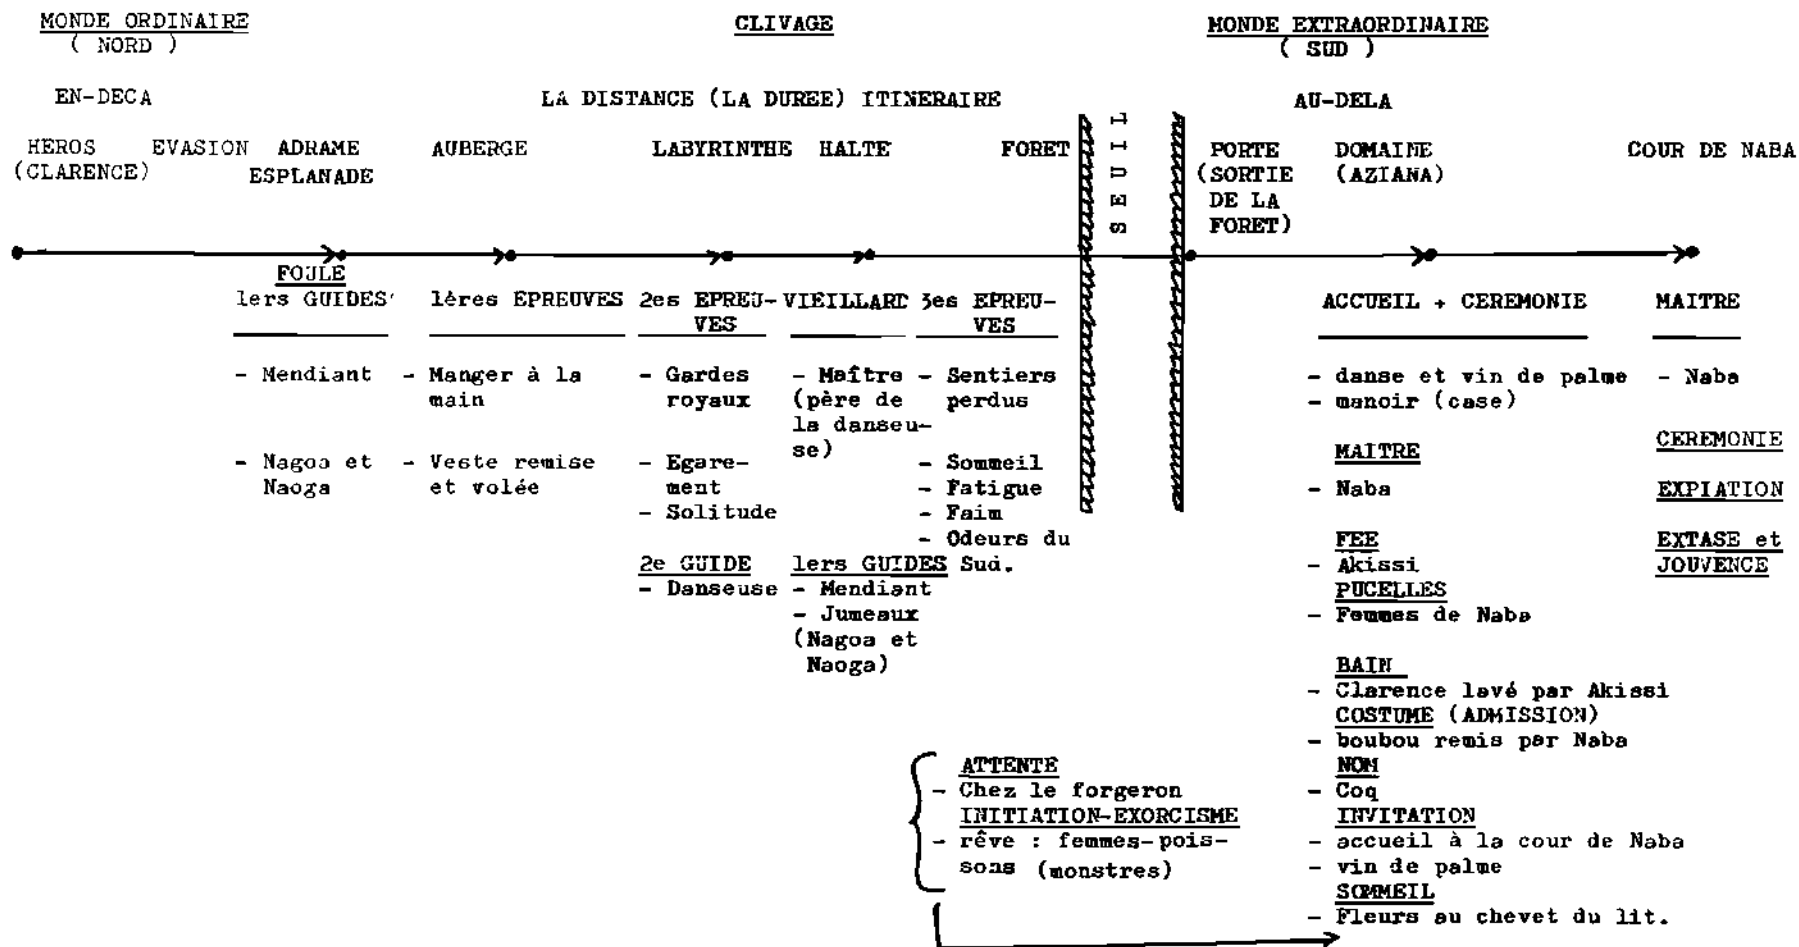 MONDE ORDINAIRE
( NORD )
CLIVAGE
MONDE EXTRAORDINAIRE
( SUD )
EN-DECA
LA DISTANCE (LA DUREE) ITINERAIRE
AU-DELA
HEROS
(CLARENCE)
EVASION
ADRAME
ESPLANADE
AUBERGE
LABYRINTHE
HALTE
FORET
SEUIL
PORTE
(SORTIE
DE LA
FORET)
DOMAINE
(AZIANA)
COUR DE NABA
FOULE
1ers GUIDES
- Mendiant
- Nagoa et
Naoga
1ères EPREUVES
- Manger à la
main
- Veste remise
et volée
2es EPREU-
VES
- Gardes
royaux
- Egare-
ment
- Solitude
2e GUIDE
- Danseuse
VIEILLARD
- Maître
(père de
la danseu-
se)
1ers GUIDES
- Mendiant
- Jumeaux
(Nagoa et
Naoga)
3es EPREU-
VES
- Sentiers
perdus
- Sommeil
- Fatigue
- Faim
- Odeurs du
Sud.
ATTENTE
- Chez le forgeron
INITIATION-EXORCISME
- rêve : femmes-pois-
sons (monstres)
ACCUEIL + CEREMONIE
- danse et vin de palme
- manoir (case)
MAITRE
- Naba
FEE
- Akissi
PUCELLES
- Femmes de Naba
BAIN
- Clarence lavé par Akissi
COSTUME (ADMISSION)
- boubou remis par Naba
NOM
- Coq
INVITATION
- accueil à la cour de Naba
- vin de palme
SOMMEIL
- Fleurs au chevet du lit.
MAITRE
- Naba
CEREMONIE
EXPIATION
EXTASE et
JOUVENCE